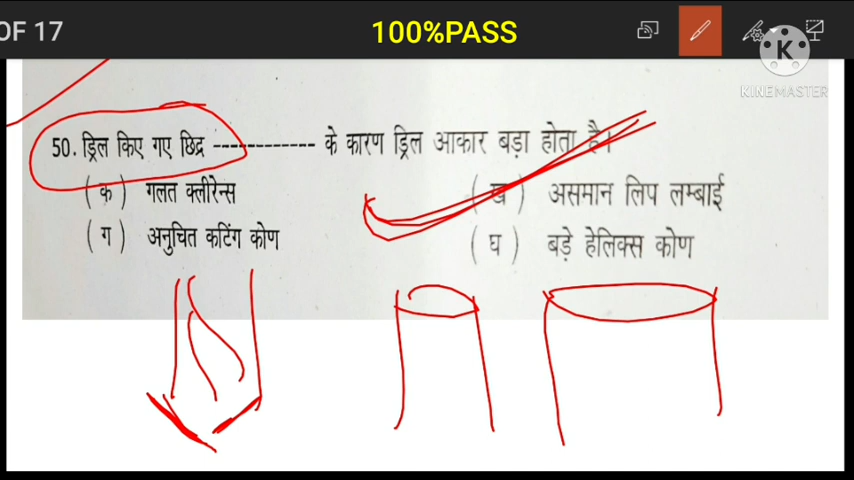 OF 17
100%PASS
K
KINEMASTER
50. ड्रिल किए गए छिद्र ------------ के कारण ड्रिल आकार बड़ा होता है।
( क ) गलत क्लीरेन्स ( ख ) असमान लिप लम्बाई
( ग ) अनुचित कटिंग कोण ( घ ) बड़े हेलिक्स कोण